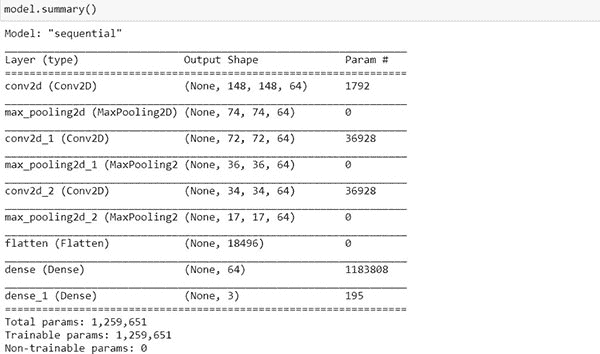 model.summary()
Model: "sequential"
Layer (type) Output Shape Param #
conv2d (Conv2D) (None, 148, 148, 64) 1792
max_pooling2d (MaxPooling2D) (None, 74, 74, 64) 0
conv2d_1 (Conv2D) (None, 72, 72, 64) 36928
max_pooling2d_1 (MaxPooling2 (None, 36, 36, 64) 0
conv2d_2 (Conv2D) (None, 34, 34, 64) 36928
max_pooling2d_2 (MaxPooling2 (None, 17, 17, 64) 0
flatten (Flatten) (None, 18496) 0
dense (Dense) (None, 64) 1183808
dense_1 (Dense) (None, 3) 195
Total params: 1,259,651
Trainable params: 1,259,651
Non-trainable params: 0